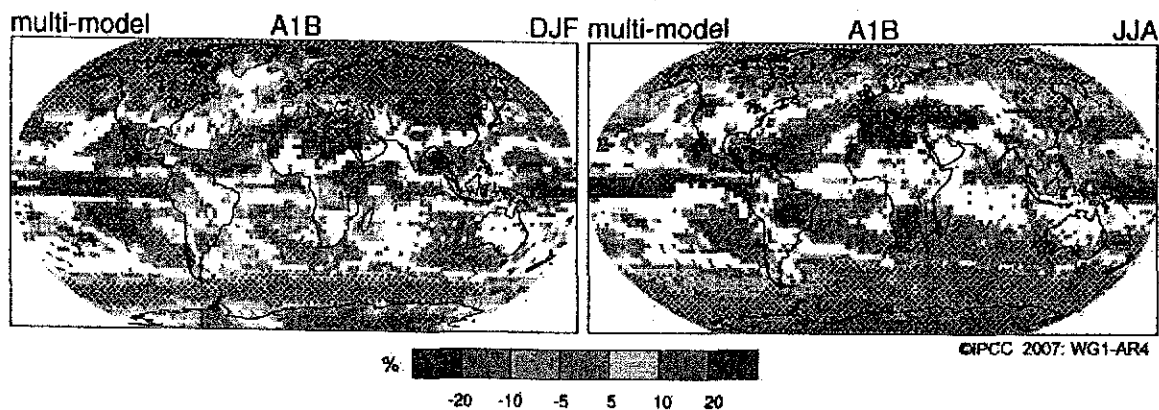 multi-model A1B DJF
multi-model A1B JJA
©IPCC 2007: WG1-AR4
%
-20 -10 -5 5 10 20